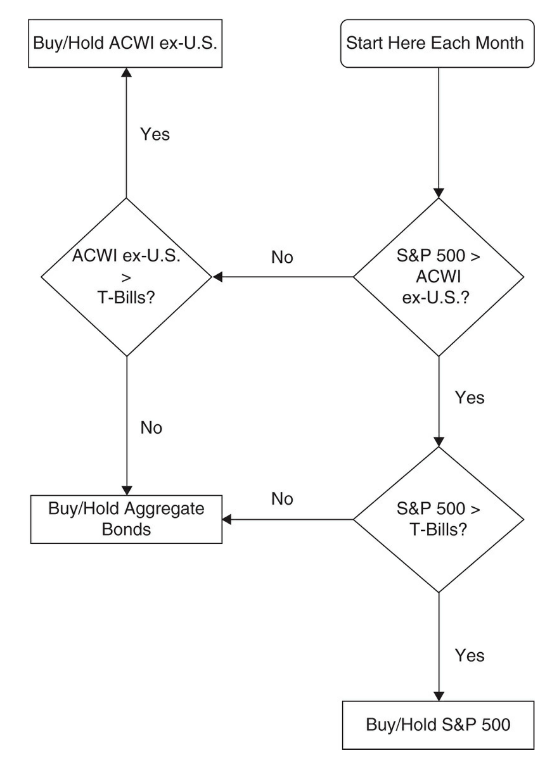 Buy/Hold ACWI ex-U.S.
Start Here Each Month
Yes
ACWI ex-U.S.
>
T-Bills?
No
S&P 500 >
ACWI
ex-U.S.?
Yes
No
Buy/Hold Aggregate
Bonds
No
S&P 500 >
T-Bills?
Yes
Buy/Hold S&P 500